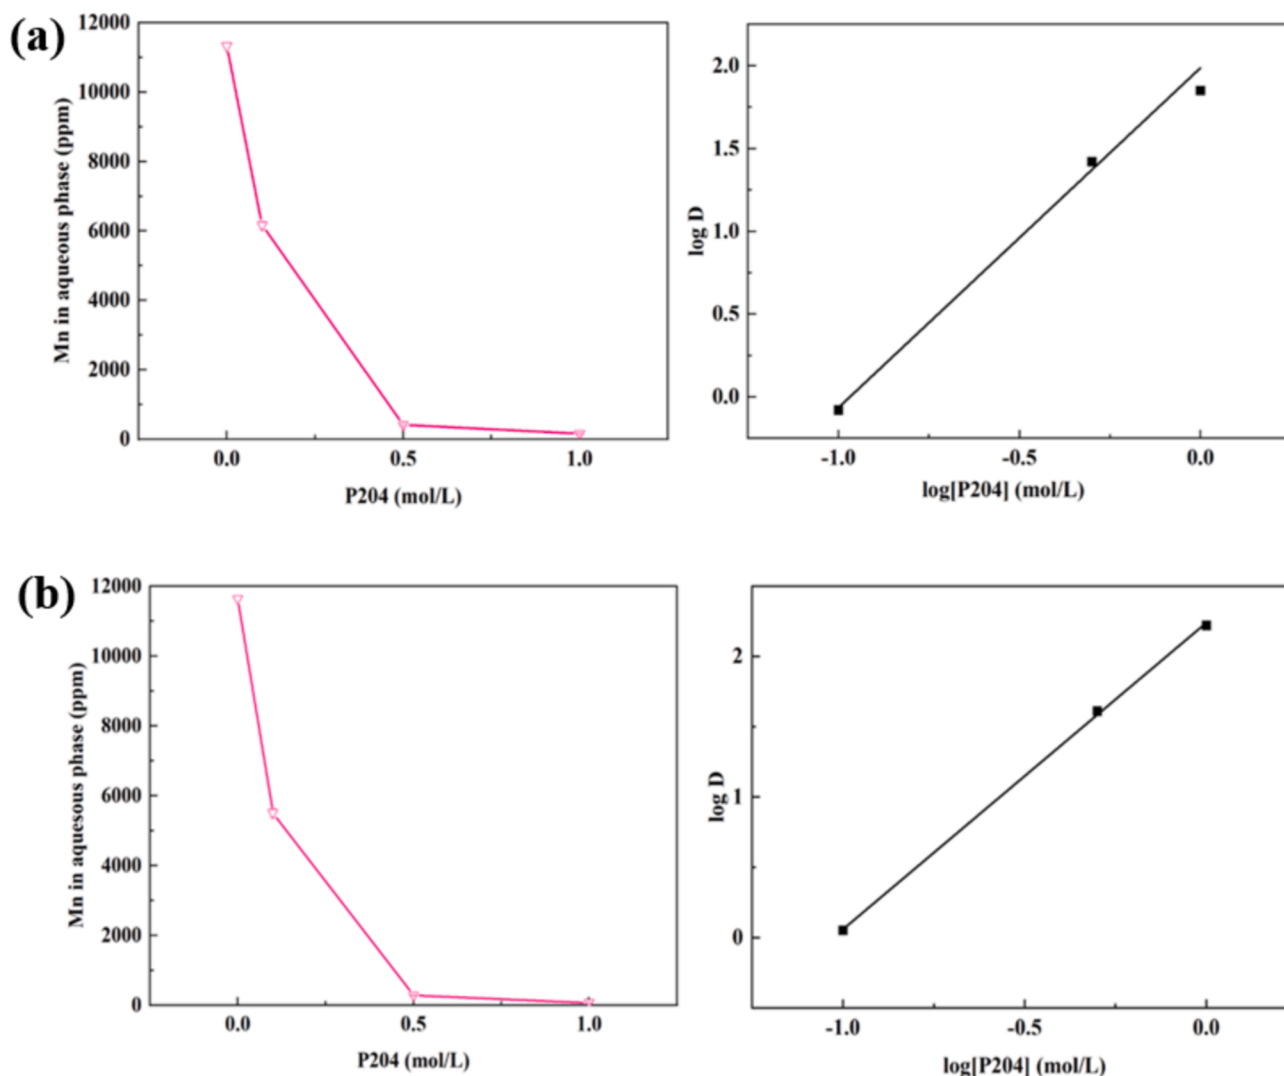 (a)
12000
10000
8000
6000
4000
2000
0
Mn in aqueous phase (ppm)
0.0 0.5 1.0
P204 (mol/L)
2.0
1.5
1.0
0.5
0.0
log D
-1.0 -0.5 0.0
log[P204] (mol/L)
(b)
12000
10000
8000
6000
4000
2000
0
Mn in aquesous phase (ppm)
0.0 0.5 1.0
P204 (mol/L)
2
1
0
log D
-1.0 -0.5 0.0
log[P204] (mol/L)